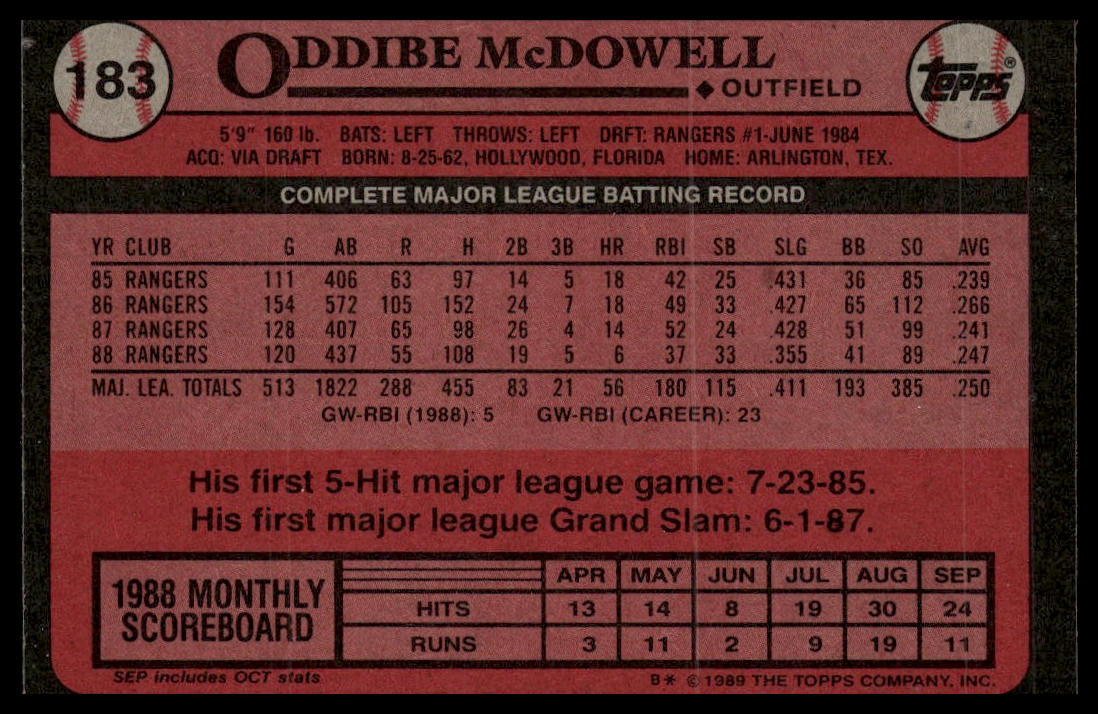 183
ODDIBE McDOWELL
◆ OUTFIELD
TOPPS®
5'9" 160 lb. BATS: LEFT THROWS: LEFT DRFT: RANGERS #1-JUNE 1984
ACQ: VIA DRAFT BORN: 8-25-62, HOLLYWOOD, FLORIDA HOME: ARLINGTON, TEX.
COMPLETE MAJOR LEAGUE BATTING RECORD
YR CLUB G AB R H 2B 3B HR RBI SB SLG BB SO AVG
85 RANGERS 111 406 63 97 14 5 18 42 25 .431 36 85 .239
86 RANGERS 154 572 105 152 24 7 18 49 33 .427 65 112 .266
87 RANGERS 128 407 65 98 26 4 14 52 24 .428 51 99 .241
88 RANGERS 120 437 55 108 19 5 6 37 33 .355 41 89 .247
MAJ. LEA. TOTALS 513 1822 288 455 83 21 56 180 115 .411 193 385 .250
GW-RBI (1988): 5 GW-RBI (CAREER): 23
His first 5-Hit major league game: 7-23-85.
His first major league Grand Slam: 6-1-87.
1988 MONTHLY
SCOREBOARD
APR MAY JUN JUL AUG SEP
HITS 13 14 8 19 30 24
RUNS 3 11 2 9 19 11
SEP includes OCT stats
B* © 1989 THE TOPPS COMPANY, INC.